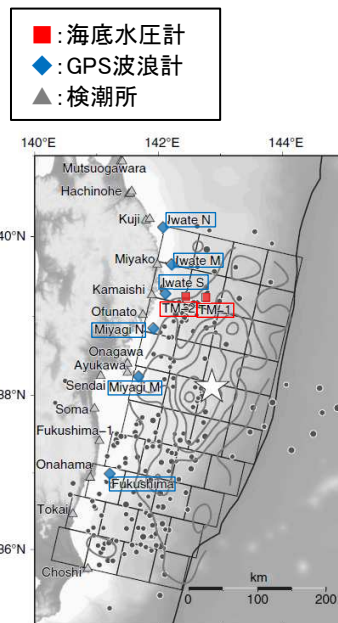 ■:海底水圧計
◆:GPS波浪計
▲:検潮所
140°E 142°E 144°E
Mutsuogawara
Hachinohe
Kuji
Iwate N
40°N
Miyako
Iwate M
Iwate S
Kamaishi
TM-2 TM-1
Ofunato
Miyagi N
Onagawa
Ayukawa
Sendai
38°N
Miyagi M
Soma
Fukushima-1
Onahama
Fukushima
Tokai
36°N
Choshi
km
0 100 200